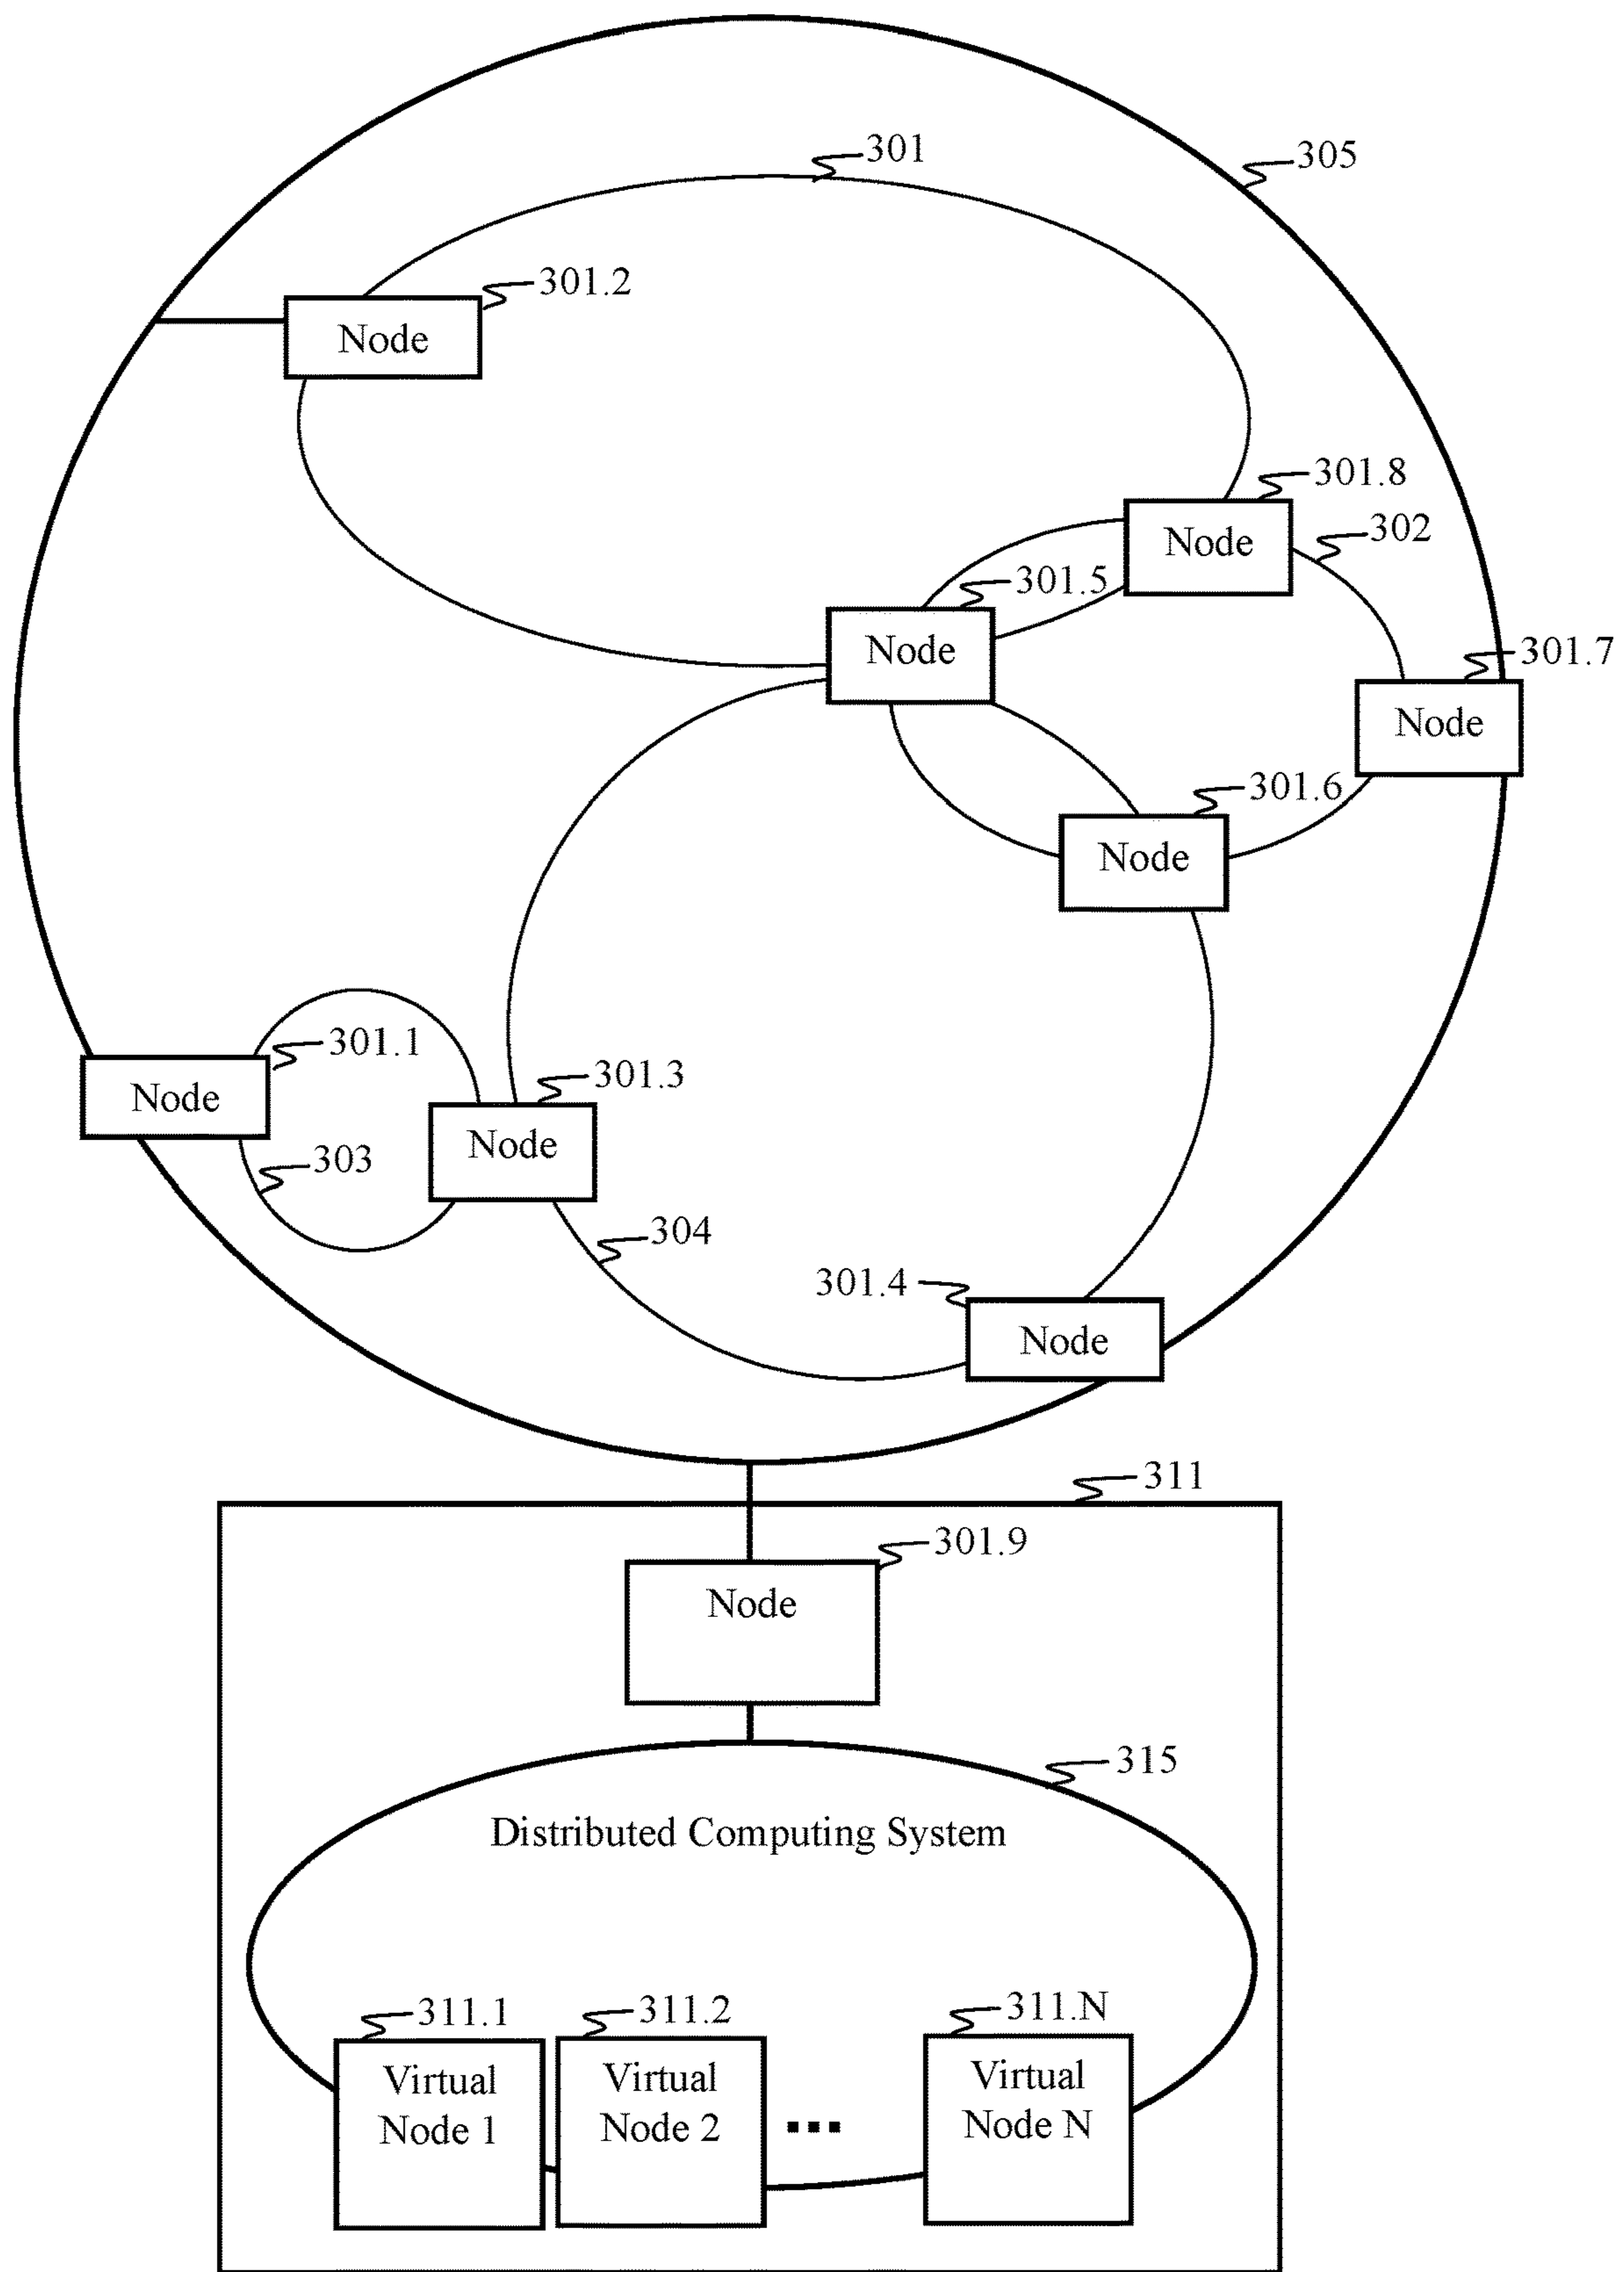 301
305
301.2
Node
301.8
302
Node
301.5
Node
301.7
Node
301.6
Node
301.1
Node
301.3
Node
303
304
301.4
Node
311
301.9
Node
315
Distributed Computing System
311.1
311.2
311.N
Virtual
Node 1
Virtual
Node 2
...
Virtual
Node N